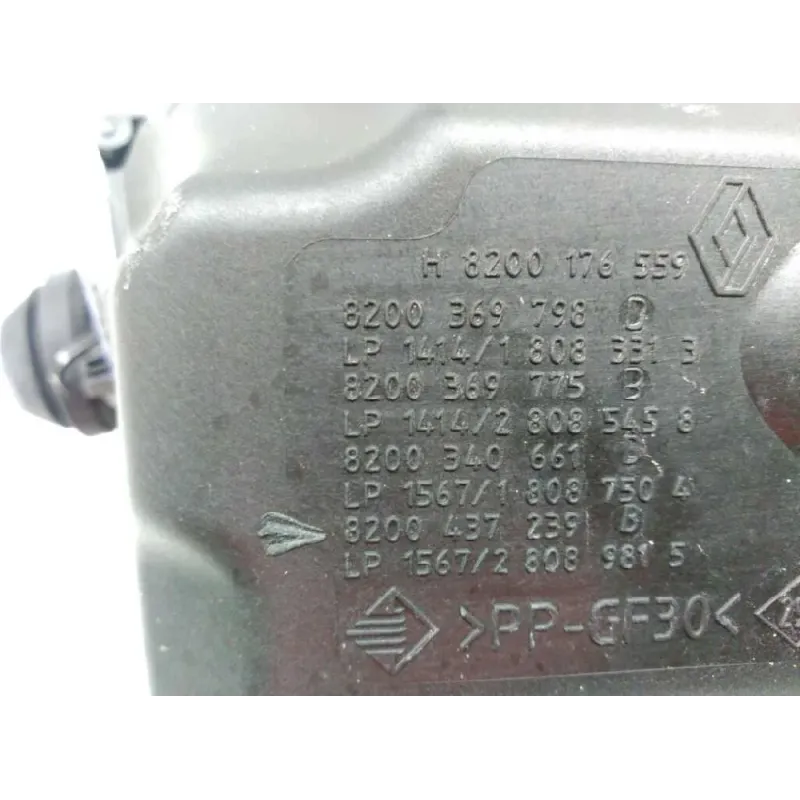 H 8200 176 559
8200 369 798 D
LP 1414/1 808 331 3
8200 369 775 B
LP 1414/2 808 545 8
8200 340 661 D
LP 1567/1 808 750 4
8200 437 239 B
LP 1567/2 808 981 5
>PP-GF30<